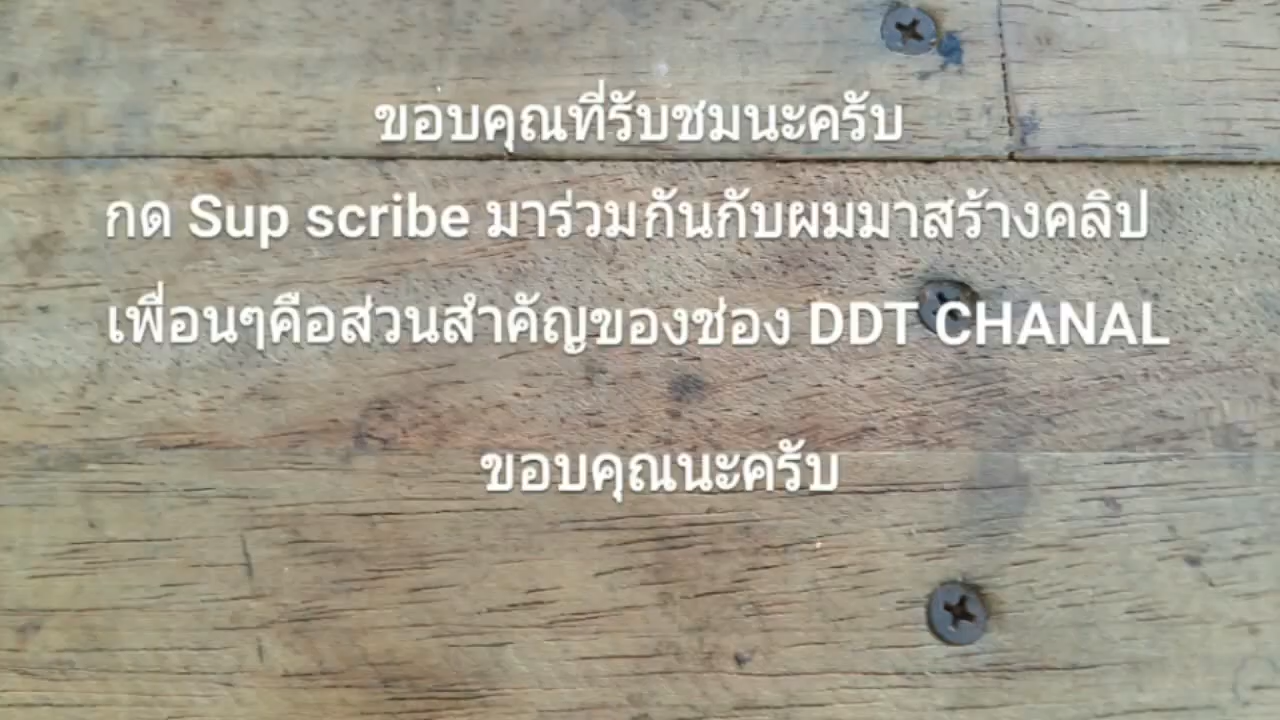 ขอบคุณที่รับชมนะครับ
กด Sup scribe มาร่วมกันกับผมมาสร้างคลิป
เพื่อนๆคือส่วนสำคัญของช่อง DDT CHANAL
ขอบคุณนะครับ